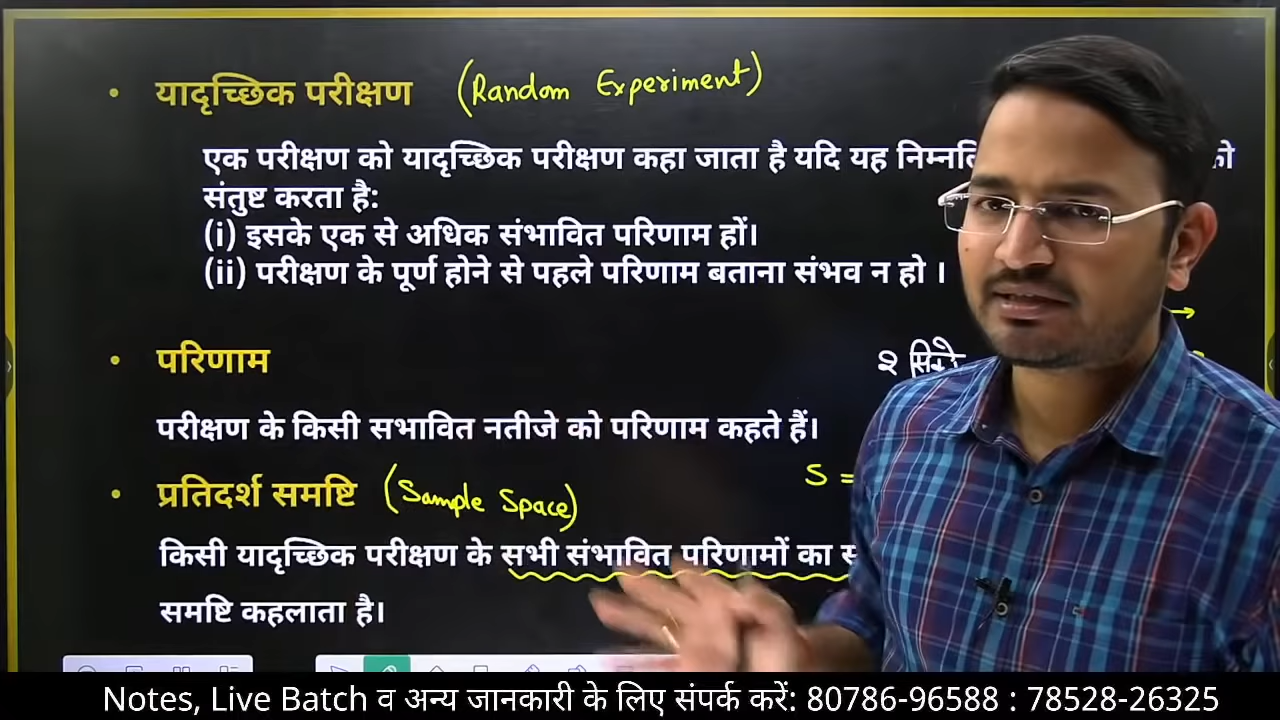 • यादृच्छिक परीक्षण (Random Experiment)
एक परीक्षण को यादृच्छिक परीक्षण कहा जाता है यदि यह को
संतुष्ट करता है:
(i) इसके एक से अधिक संभावित परिणाम हों।
(ii) परीक्षण के पूर्ण होने से पहले परिणाम बताना संभव न हो ।
• परिणाम
२
परीक्षण के किसी सभावित नतीजे को परिणाम कहते हैं।
S =
• प्रतिदर्श समष्टि (Sample Space)
किसी यादृच्छिक परीक्षण के सभी संभावित परिणामों का
समष्टि कहलाता है।
Notes, Live Batch व अन्य जानकारी के लिए संपर्क करें: 80786-96588 : 78528-26325